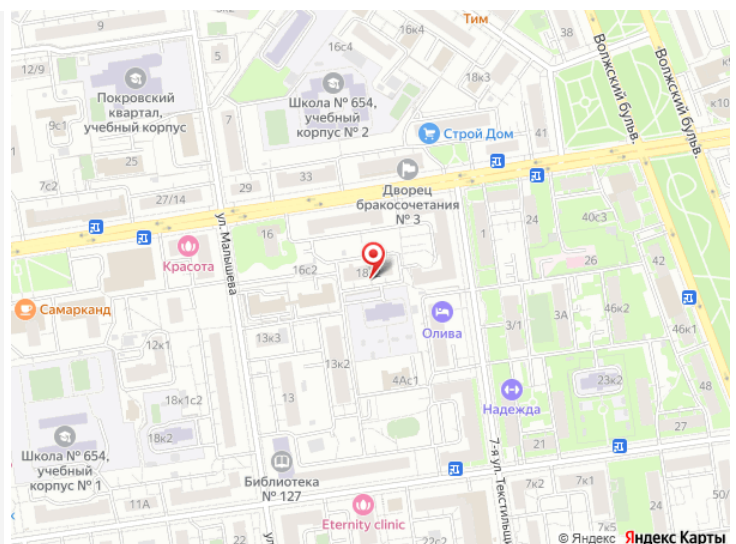 16к4
Тим
38
Волжский бульв.
Волжский бульв.
12/9
5
18к3
к9
Покровский
квартал,
учебный корпус
Школа № 654,
учебный
корпус № 2
к10
9с1
7
Строй Дом
41
25
7с2
27/14
29
33
Дворец
бракосочетания
№ 3
24
40с3
ул. Малышева
16
1
Красота
16с2
26
42
Самарканд
Олива
3/1
3А
46к2
46к1
12к1
13к3
13к2
4Ас1
18к1с2
13
23к2
48
Надежда
18к2
27
Школа № 654,
учебный
корпус № 1
21
7-я ул. Текстильщи
Библиотека
№ 127
7к1
7к2
24
50/
11А
22
Eternity clinic
22с2
7к5
© Яндекс Яндекс Карты